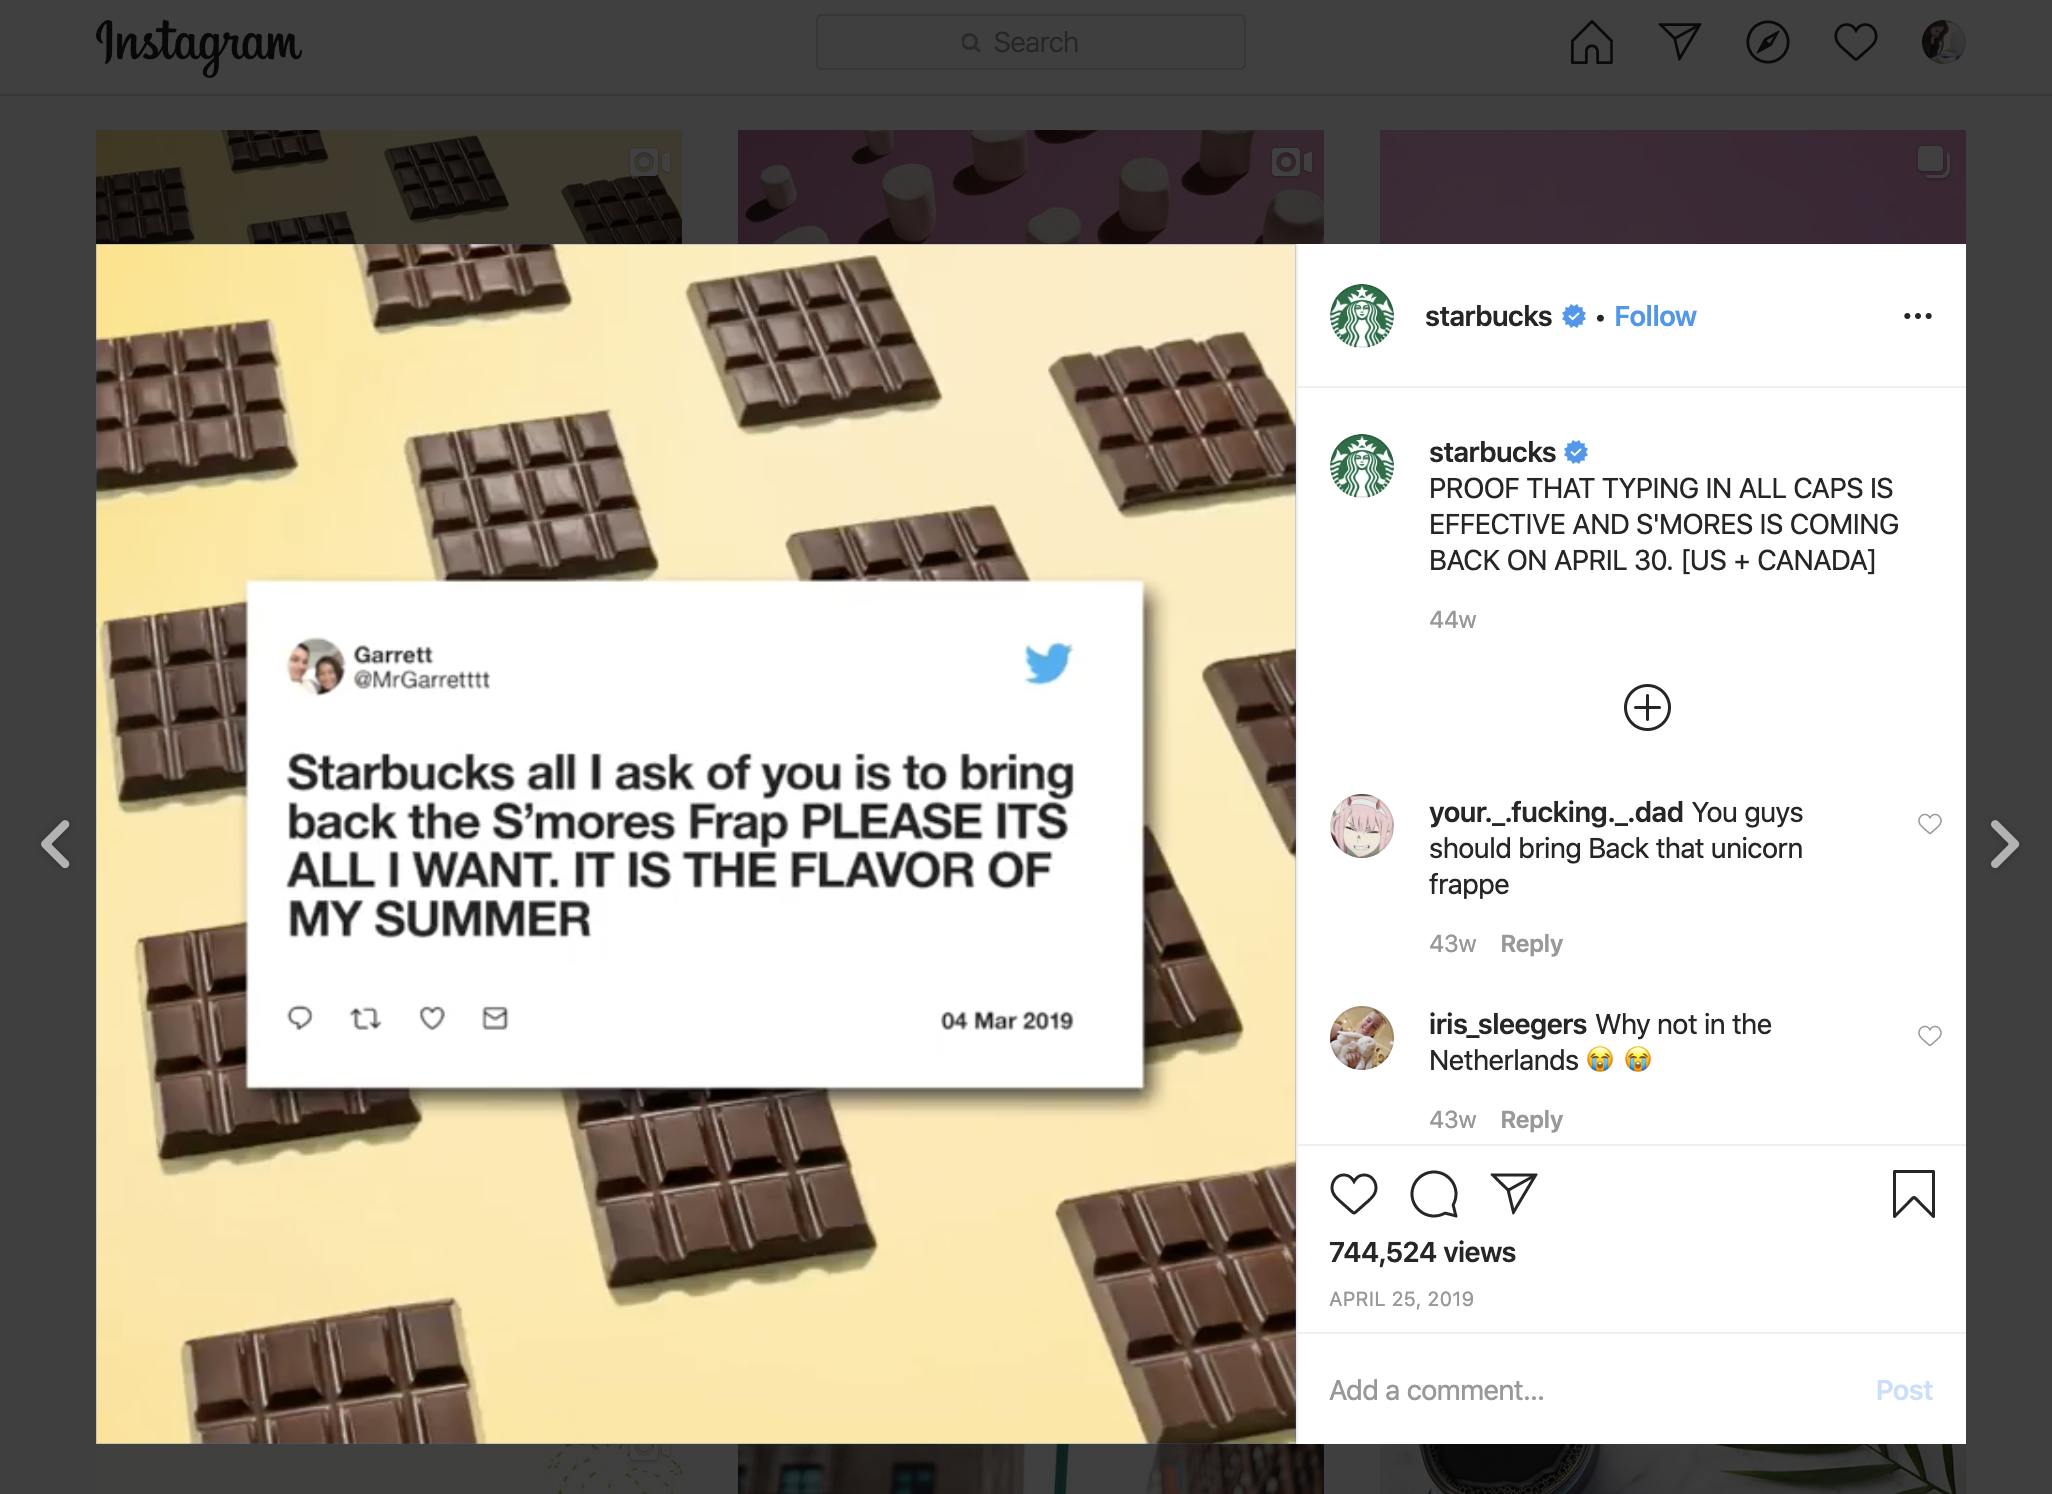 Instagram
Search
Garrett
@MrGarretttt
Starbucks all I ask of you is to bring
back the S’mores Frap PLEASE ITS
ALL I WANT. IT IS THE FLAVOR OF
MY SUMMER
04 Mar 2019
starbucks • Follow
starbucks
PROOF THAT TYPING IN ALL CAPS IS
EFFECTIVE AND S'MORES IS COMING
BACK ON APRIL 30. [US + CANADA]
44w
your._.fucking._.dad You guys
should bring Back that unicorn
frappe
43w Reply
iris_sleegers Why not in the
Netherlands 😭 😭
43w Reply
744,524 views
APRIL 25, 2019
Add a comment...
Post